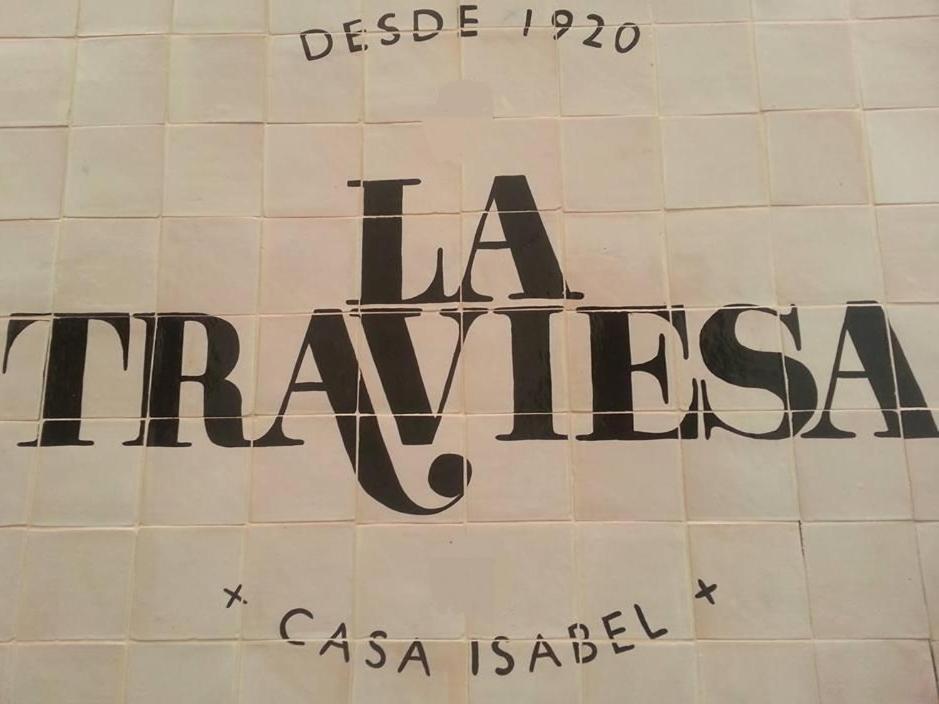 DESDE 1920
LA
TRAVIESA
x CASA ISABEL x